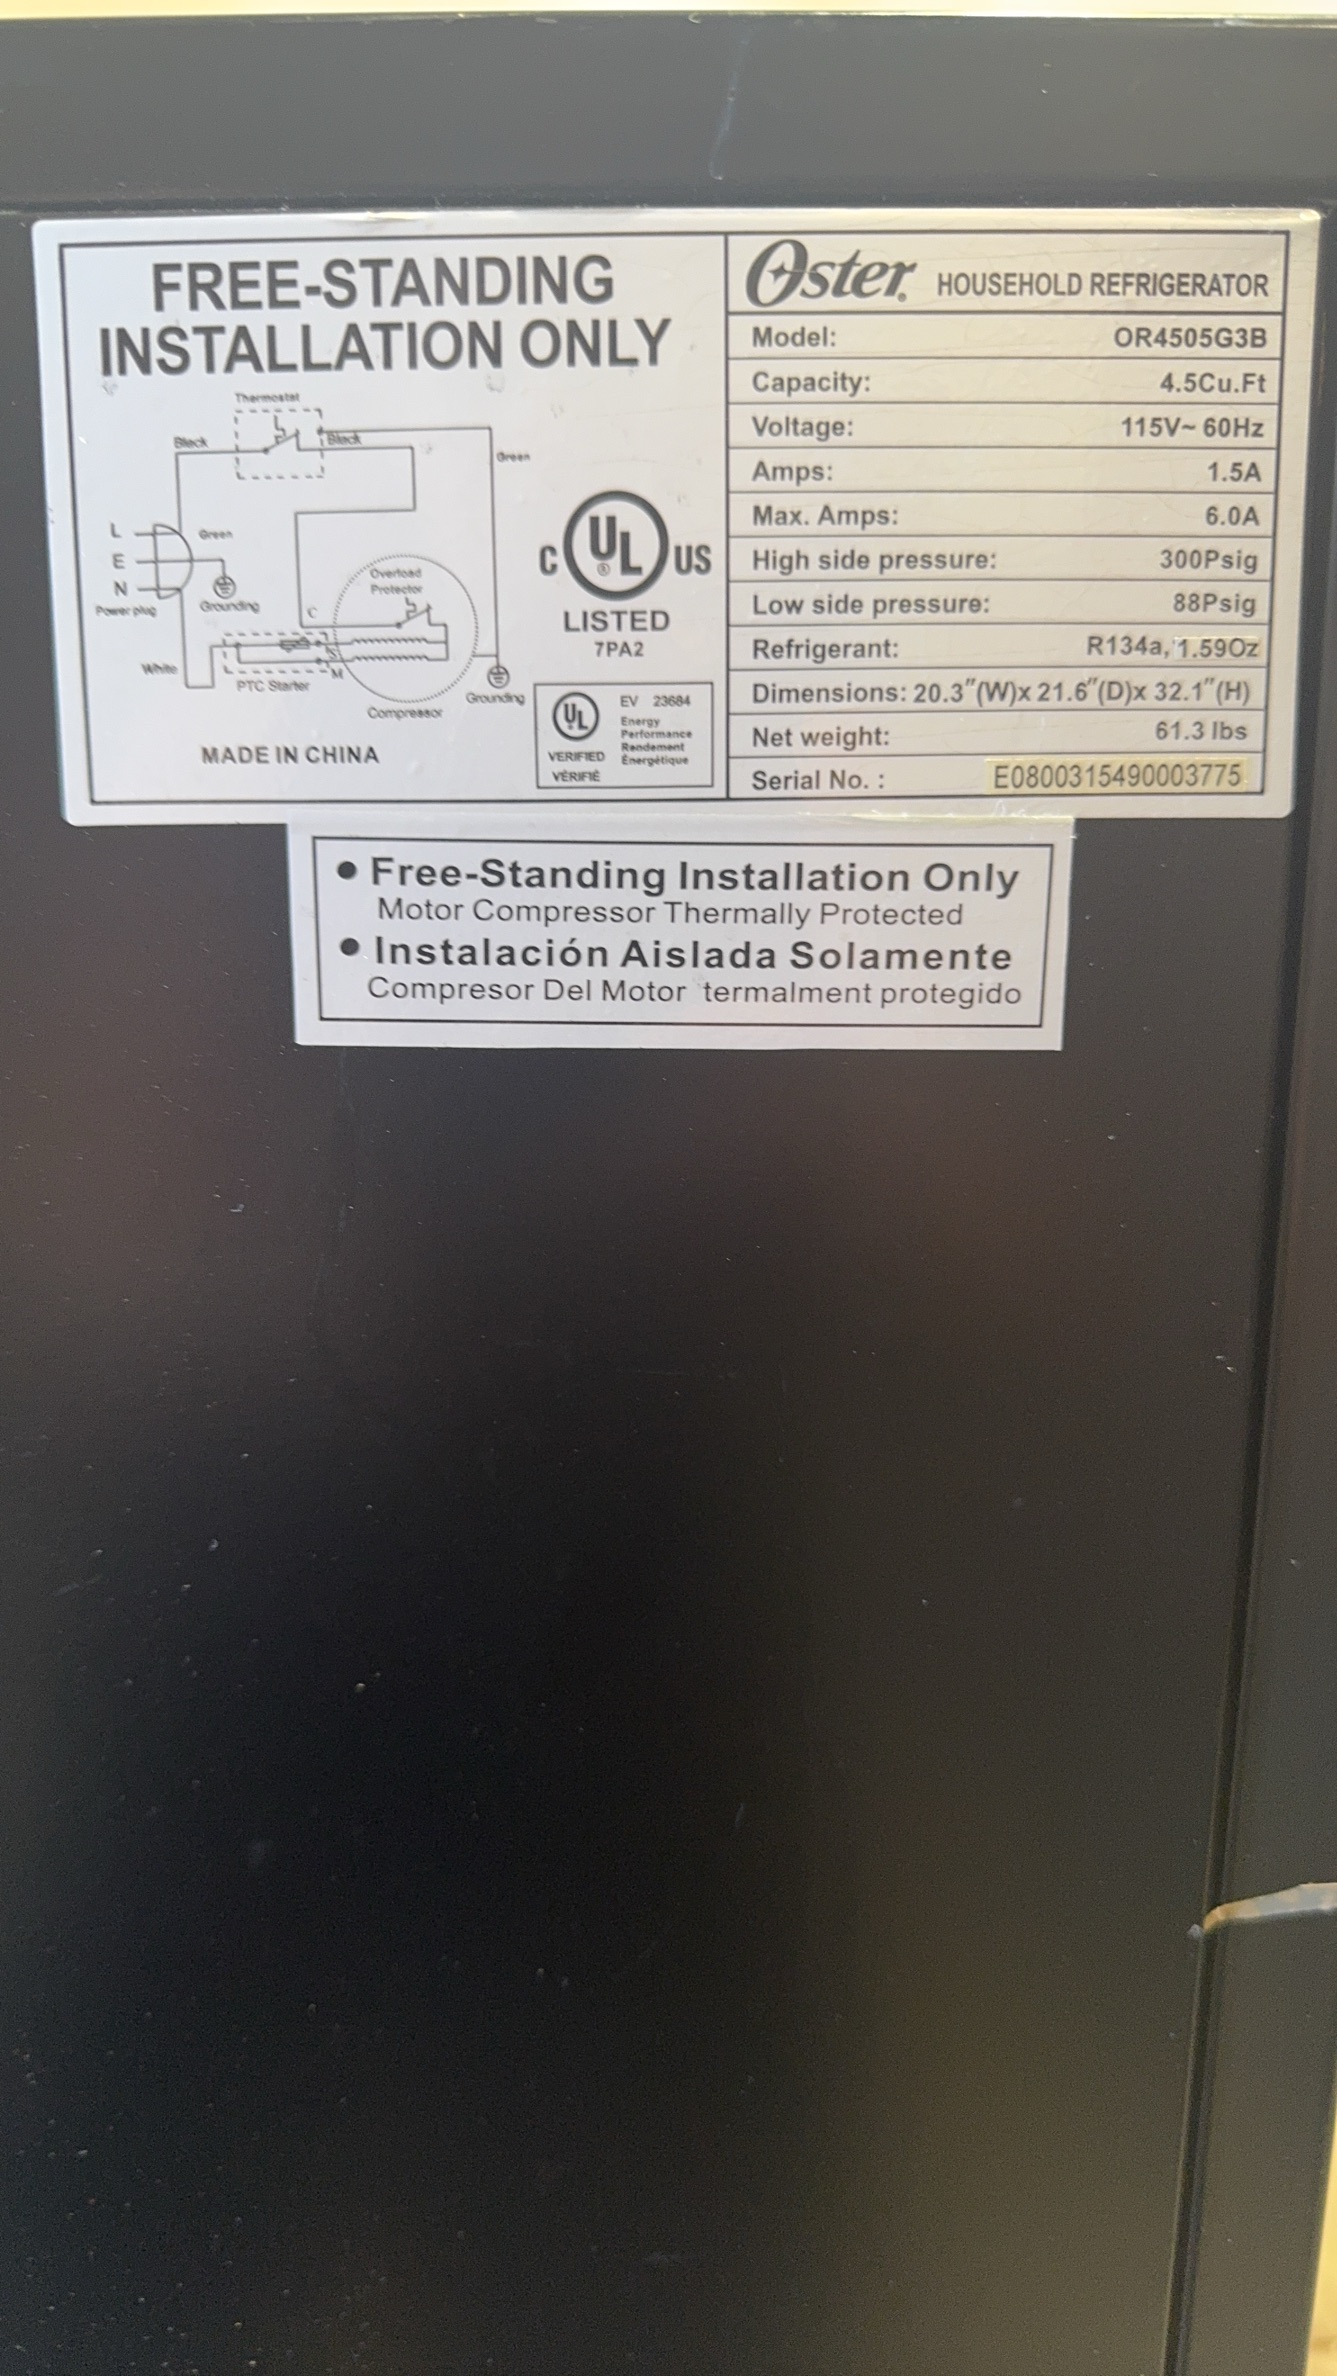 FREE-STANDING
INSTALLATION ONLY
Thermostat
Black
Black
Green
L
E
N
Power plug
Green
Grounding
C
Overload
Protector
White
PTC Starter
S
M
Compressor
Grounding
MADE IN CHINA
C UL ® US
LISTED
7PA2
UL
VERIFIED
VÉRIFIÉ
EV 23684
Energy
Performance
Rendement
Énergétique
Oster® HOUSEHOLD REFRIGERATOR
Model: OR4505G3B
Capacity: 4.5Cu.Ft
Voltage: 115V~ 60Hz
Amps: 1.5A
Max. Amps: 6.0A
High side pressure: 300Psig
Low side pressure: 88Psig
Refrigerant: R134a, 1.59Oz
Dimensions: 20.3"(W)x 21.6"(D)x 32.1"(H)
Net weight: 61.3 lbs
Serial No. : E0800315490003775
● Free-Standing Installation Only
Motor Compressor Thermally Protected
● Instalación Aislada Solamente
Compresor Del Motor termalment protegido